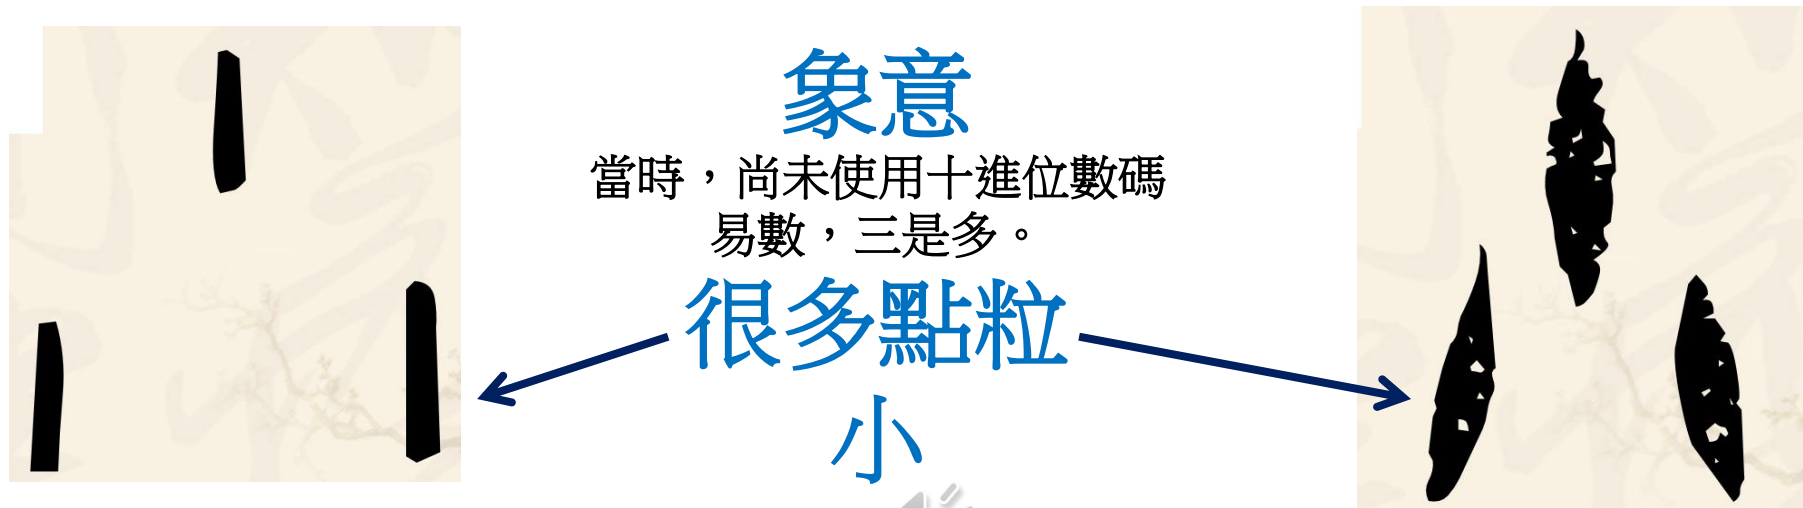 象意
當時，尚未使用十進位數碼
易數，三是多。
很多點粒
小